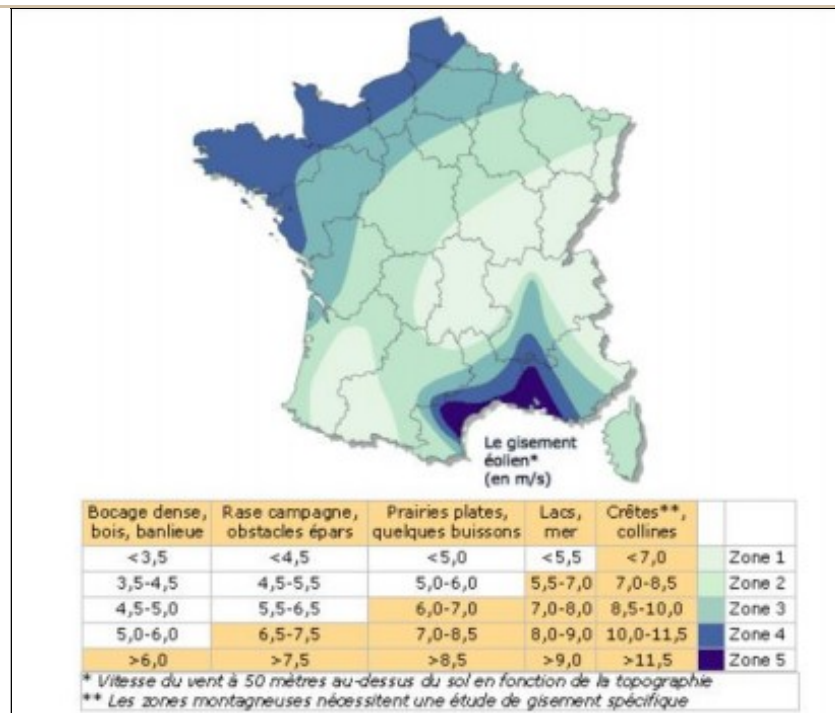 Le gisement
éolien*
(en m/s)
Bocage dense, bois, banlieue Rase campagne, obstacles épars Prairies plates, quelques buissons Lacs, mer Crêtes**, collines
<3,5 <4,5 <5,0 <5,5 <7,0 Zone 1
3,5-4,5 4,5-5,5 5,0-6,0 5,5-7,0 7,0-8,5 Zone 2
4,5-5,0 5,5-6,5 6,0-7,0 7,0-8,0 8,5-10,0 Zone 3
5,0-6,0 6,5-7,5 7,0-8,5 8,0-9,0 10,0-11,5 Zone 4
>6,0 >7,5 >8,5 >9,0 >11,5 Zone 5
* Vitesse du vent à 50 mètres au-dessus du sol en fonction de la topographie
** Les zones montagneuses nécessitent une étude de gisement spécifique